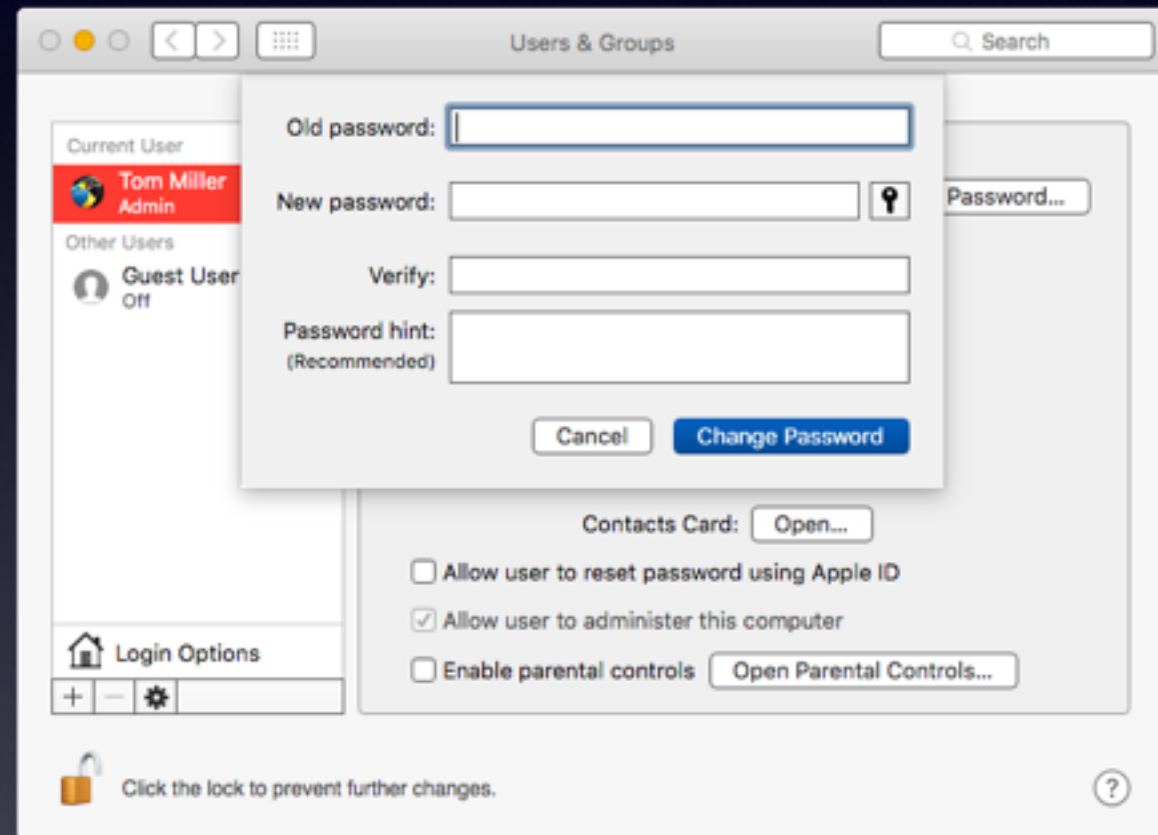 Users & Groups
Search
Current User
Tom Miller
Admin
Other Users
Guest User
Off
Login Options
Old password:
New password:
Verify:
Password hint:
(Recommended)
Cancel
Change Password
Password...
Contacts Card:
Open...
Allow user to reset password using Apple ID
Allow user to administer this computer
Enable parental controls
Open Parental Controls...
Click the lock to prevent further changes.
?